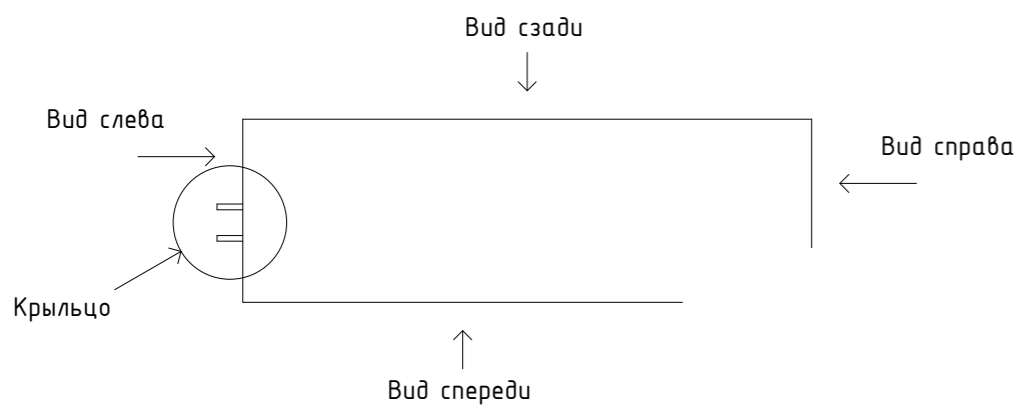 Вид сзади
Вид слева
Вид справа
Крыльцо
Вид спереди